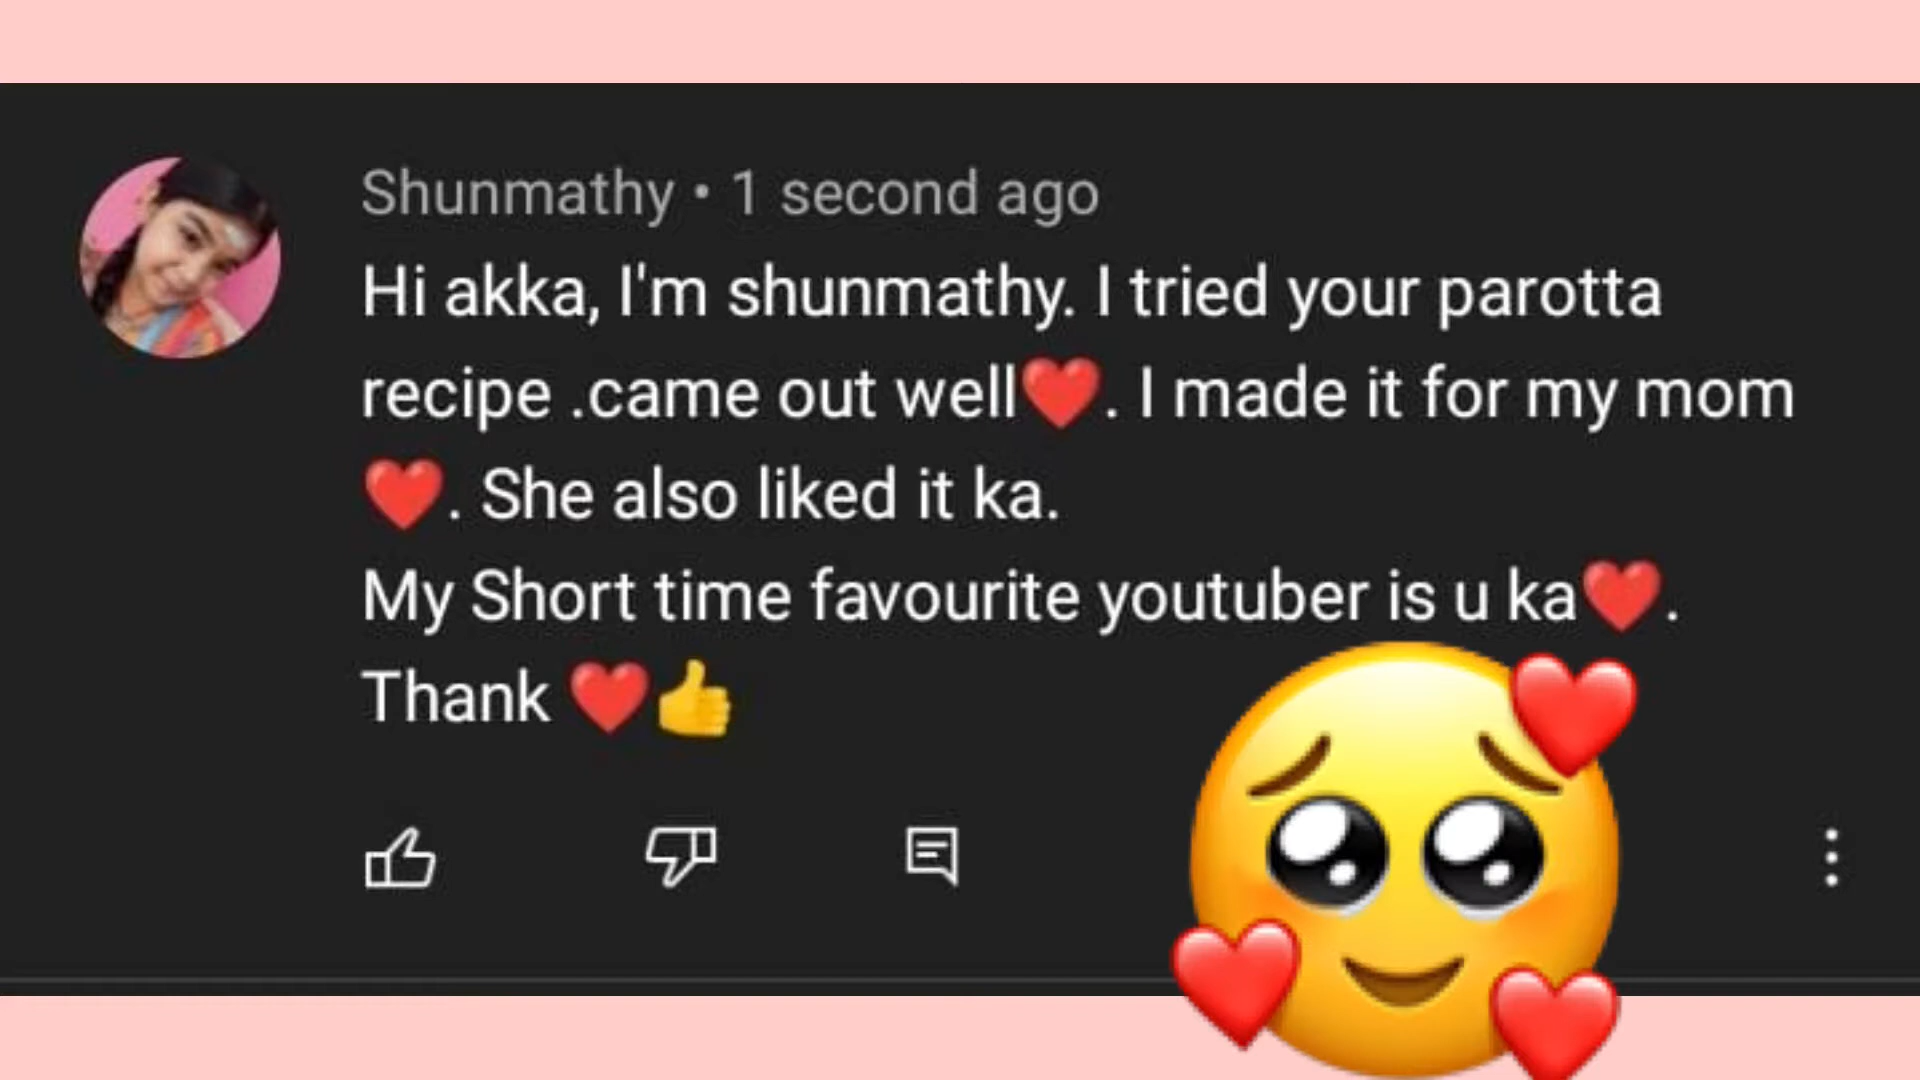 Shunmathy • 1 second ago
Hi akka, I'm shunmathy. I tried your parotta
recipe .came out well❤️. I made it for my mom
❤️. She also liked it ka.
My Short time favourite youtuber is u ka❤️.
Thank ❤️👍